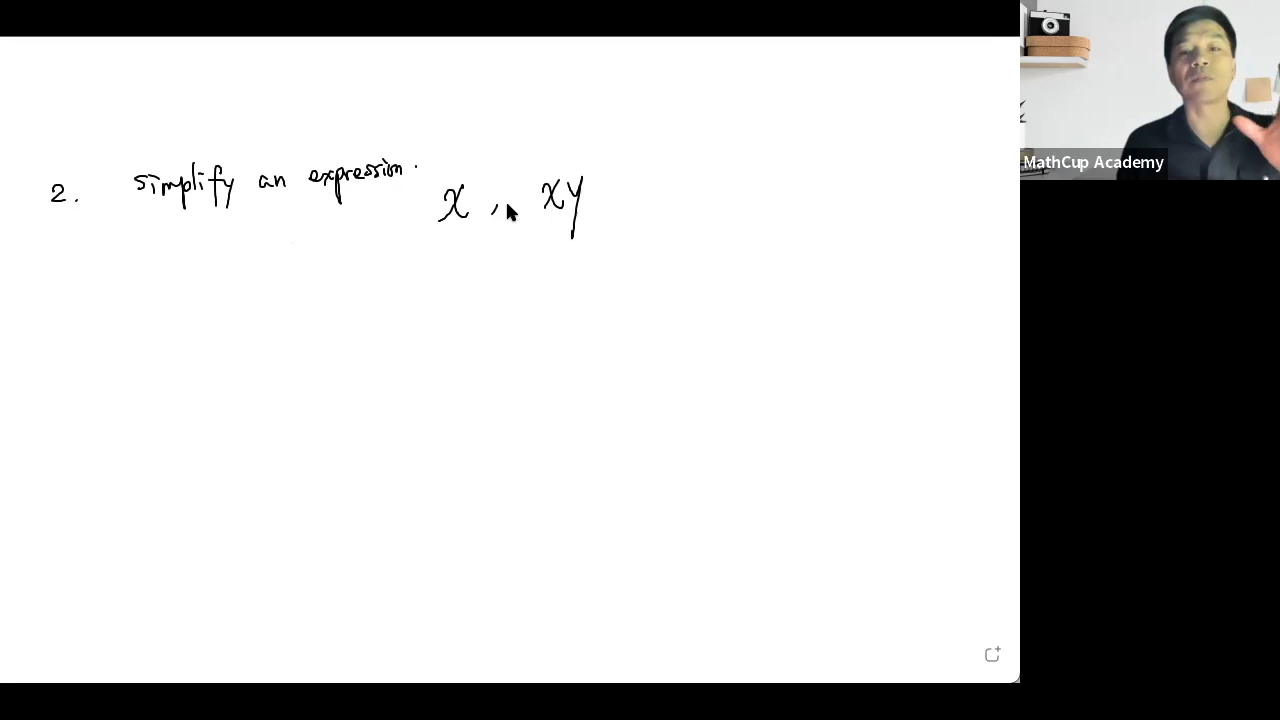 2. simplify an expression.
x , xy
MathCup Academy